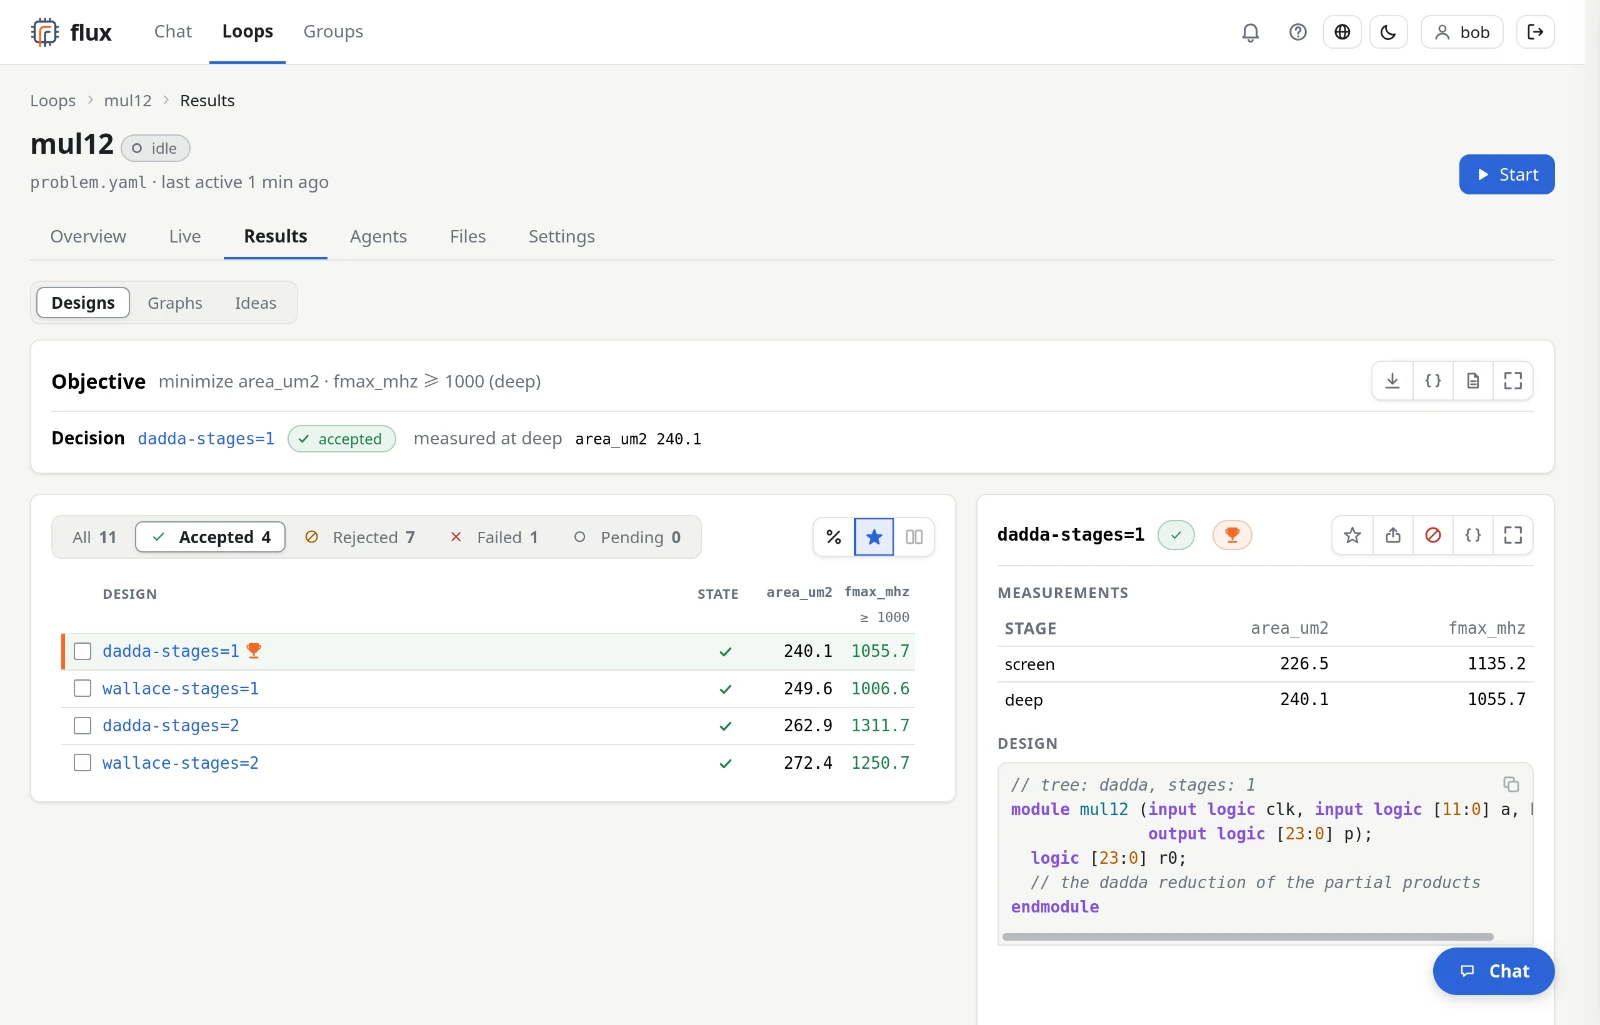 flux
Chat
Loops
Groups
bob
Loops > mul12 > Results
mul12
idle
problem.yaml · last active 1 min ago
Start
Overview
Live
Results
Agents
Files
Settings
Designs
Graphs
Ideas
Objective minimize area_um2 · fmax_mhz ⩾ 1000 (deep)
{}
Decision dadda-stages=1 accepted measured at deep area_um2 240.1
All 11
Accepted 4
Rejected 7
Failed 1
Pending 0
%
DESIGN STATE area_um2 fmax_mhz
≥ 1000
dadda-stages=1 240.1 1055.7
wallace-stages=1 249.6 1006.6
dadda-stages=2 262.9 1311.7
wallace-stages=2 272.4 1250.7
dadda-stages=1
{}
MEASUREMENTS
STAGE area_um2 fmax_mhz
screen 226.5 1135.2
deep 240.1 1055.7
DESIGN
// tree: dadda, stages: 1
module mul12 (input logic clk, input logic [11:0] a,
output logic [23:0] p);
logic [23:0] r0;
// the dadda reduction of the partial products
endmodule
Chat